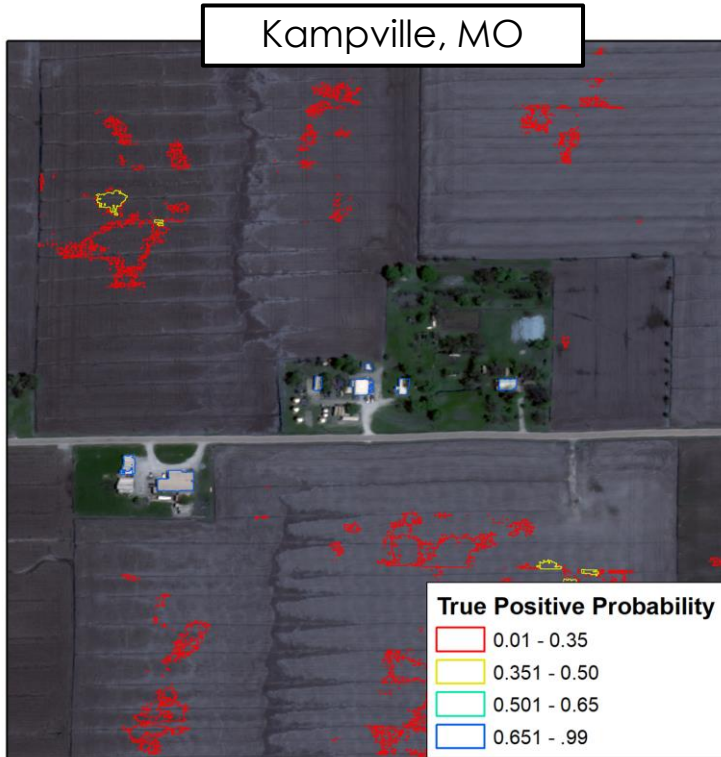 Kampville, MO
True Positive Probability
0.01 - 0.35
0.351 - 0.50
0.501 - 0.65
0.651 - .99